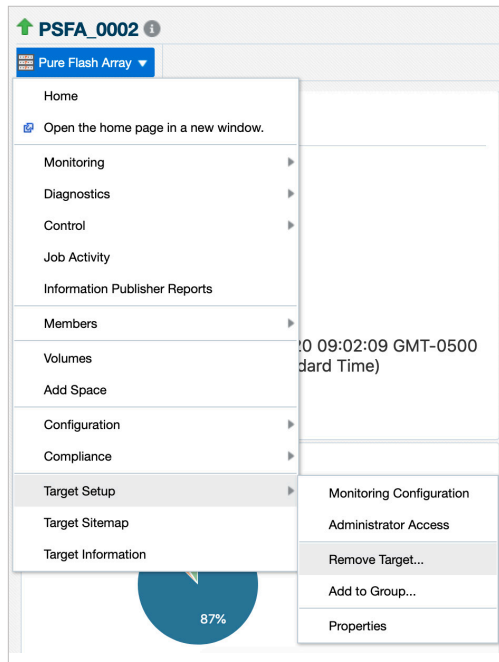 PSFA_0002
Pure Flash Array
Home
Open the home page in a new window.
Monitoring
Diagnostics
Control
Job Activity
Information Publisher Reports
Members
20 09:02:09 GMT-0500
dard Time)
Volumes
Add Space
Configuration
Compliance
Target Setup
Target Sitemap
Target Information
Monitoring Configuration
Administrator Access
Remove Target...
Add to Group...
Properties
87%